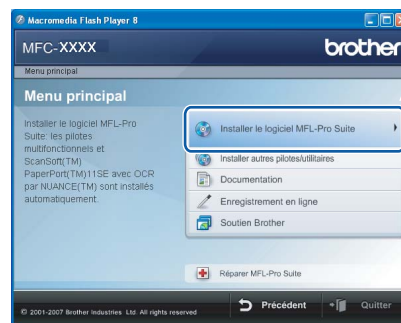 Macromedia Flash Player 8
MFC-XXXX
brother
Menu principal
Menu principal
Installer le logiciel MFL-Pro
Suite: les pilotes
multifonctionnels et
ScanSoft(TM)
PaperPort(TM)11SE avec OCR
par NUANCE(TM) sont installés
automatiquement.
Installer le logiciel MFL-Pro Suite
Installer autres pilotes/utilitaires
Documentation
Enregistrement en ligne
Soutien Brother
Réparer MFL-Pro Suite
© 2001-2007 Brother Industries Ltd. All rights reserved
Précédent
Quitter